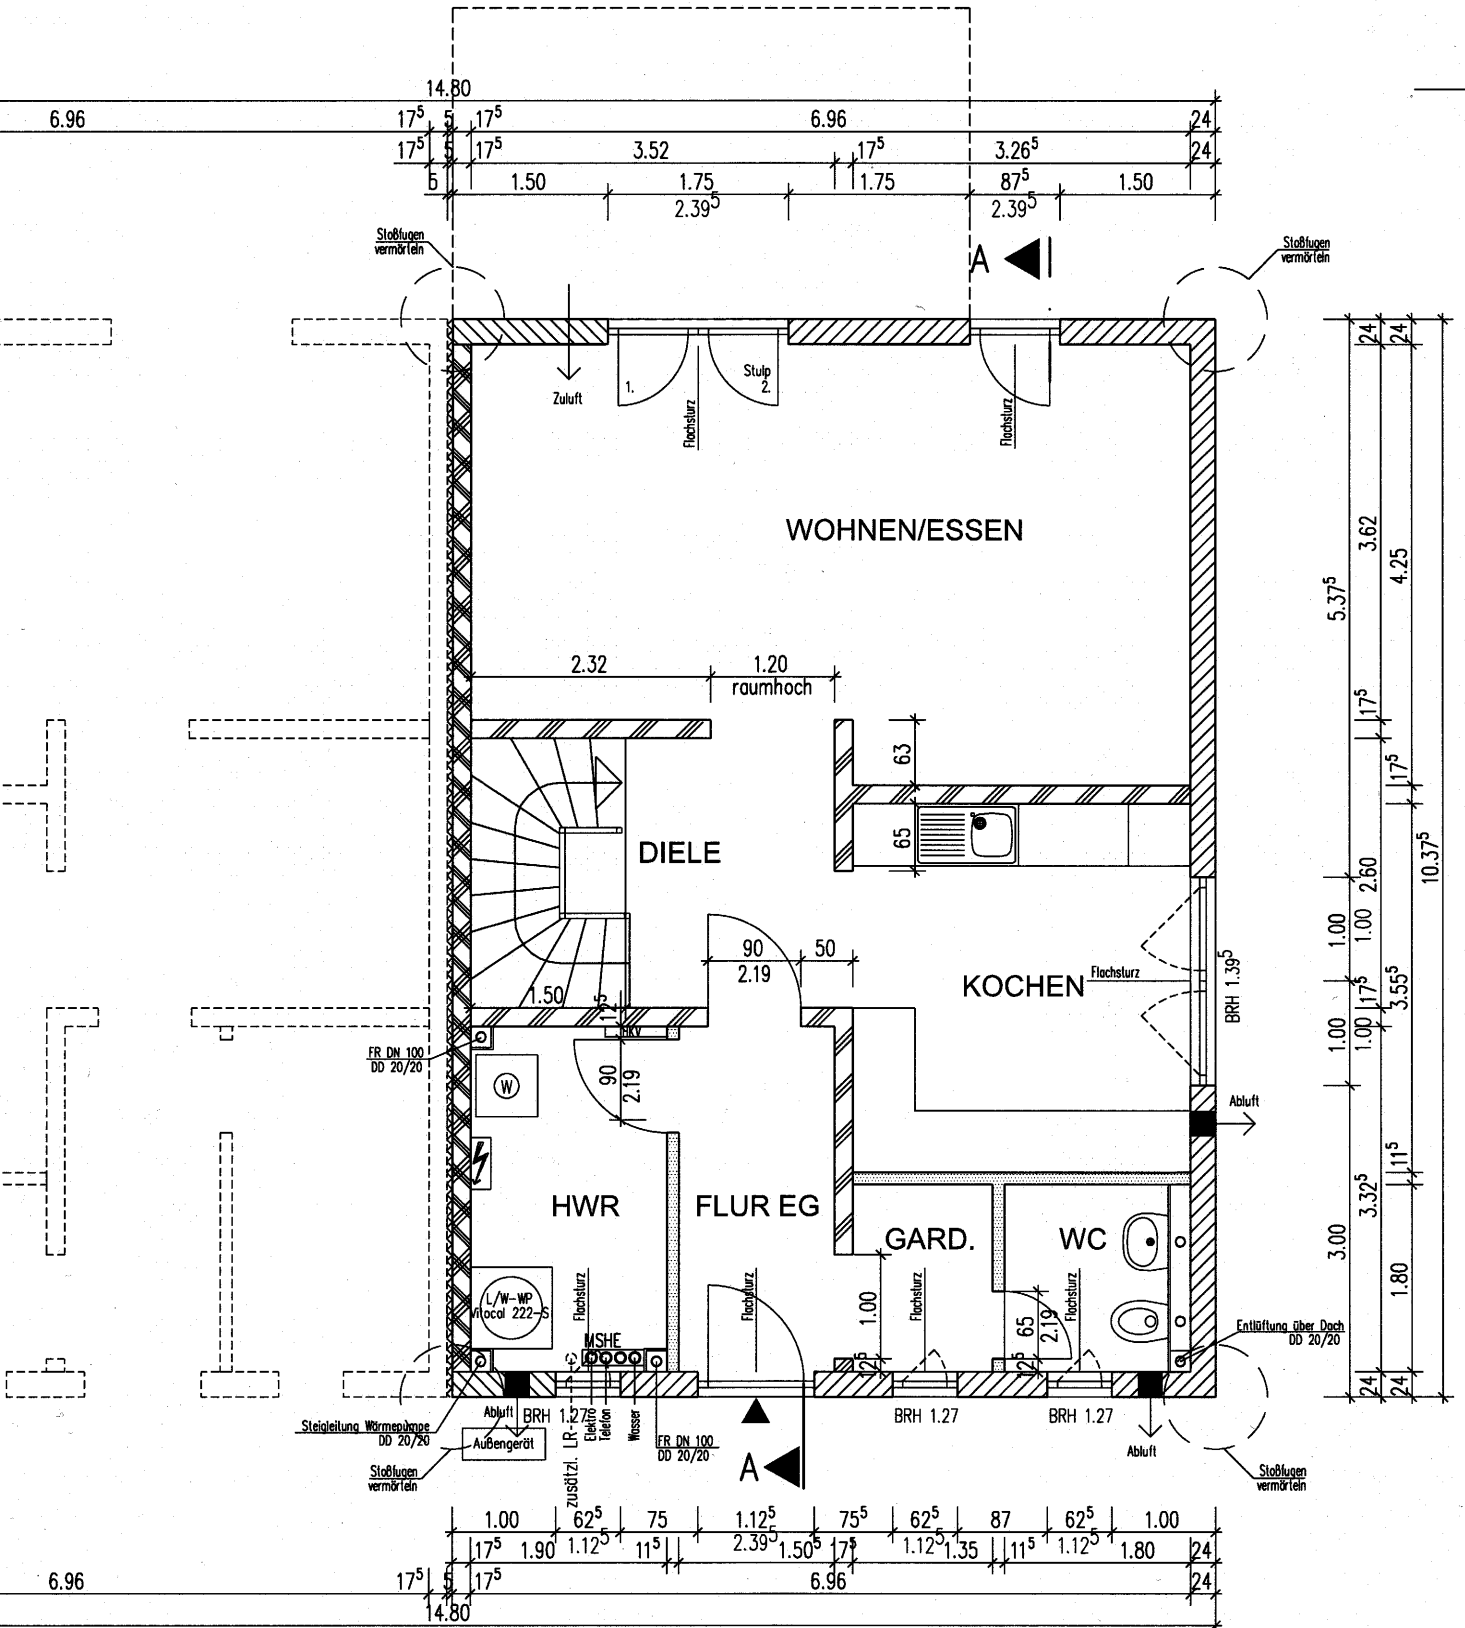 14.80
6.96 17⁵ 5 17⁵ 6.96 24
17⁵ 5 17⁵ 3.52 17⁵ 3.26⁵ 24
5 1.50 1.75 1.75 87⁵ 1.50
2.39⁵ 2.39⁵
Stoßfugen
vermörteln
A
Stoßfugen
vermörteln
24 24
Zuluft
1.
Stulp
2.
Flachsturz
Flachsturz
WOHNEN/ESSEN
3.62
4.25
5.37⁵
2.32 1.20
raumhoch
17⁵
63
17⁵
65
DIELE
2.60
10.37⁵
90 50
2.19
1.00
1.00
KOCHEN
Flachsturz
BRH 1.39⁵
17⁵
3.55⁵
1.50
12⁵
HKV
FR DN 100
DD 20/20
1.00
1.00
W
90
2.19
Abluft
11⁵
HWR
FLUR EG
GARD.
WC
3.32⁵
3.00
1.80
L/W-WP
Vitocal 222-S
Flachsturz
Flachsturz
Flachsturz
Flachsturz
1.00
65
2.19
MSHE
12⁵
12⁵
Entlüftung über Dach
DD 20/20
24 24
Steigleitung Wärmepumpe
DD 20/20
Abluft
BRH 1.27
Außengerät
zusätzl. LR
Elektro
Telefon
Wasser
FR DN 100
DD 20/20
BRH 1.27
BRH 1.27
Abluft
A
Stoßfugen
vermörteln
Stoßfugen
vermörteln
1.00 62⁵ 75 1.12⁵ 75⁵ 62⁵ 87 62⁵ 1.00
1.12⁵ 2.39⁵ 1.12⁵ 1.12⁵
17⁵ 1.90 11⁵ 1.50⁵ 17⁵ 1.35 11⁵ 1.80 24
6.96 17⁵ 5 17⁵ 6.96 24
14.80